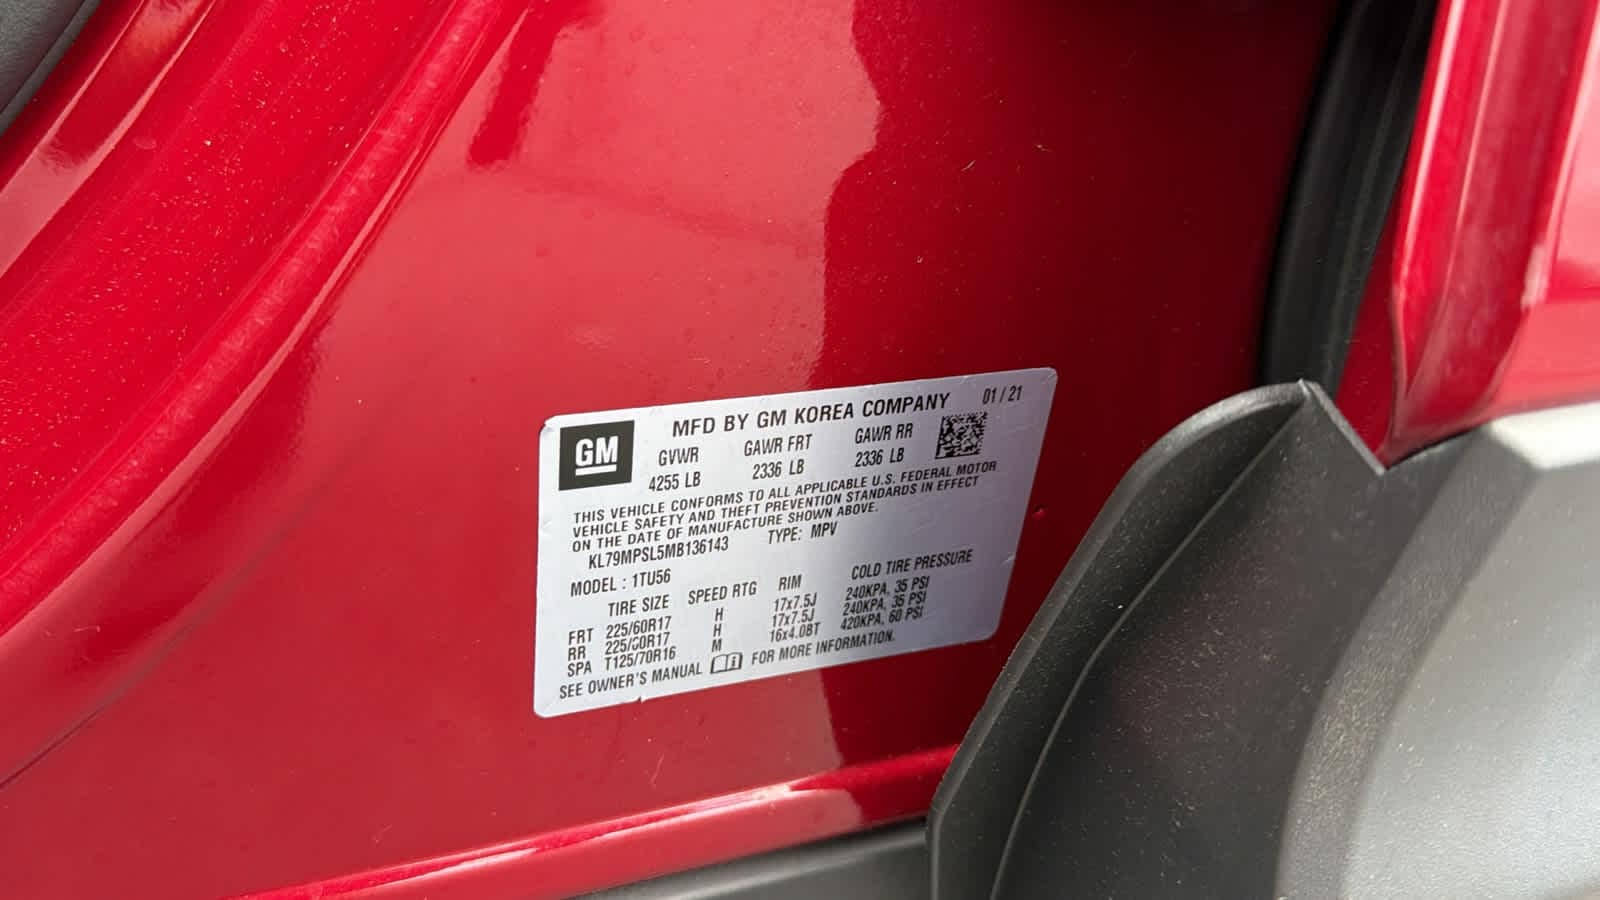 GM
MFD BY GM KOREA COMPANY 01 / 21
GVWR GAWR FRT GAWR RR
4255 LB 2336 LB 2336 LB
THIS VEHICLE CONFORMS TO ALL APPLICABLE U.S. FEDERAL MOTOR
VEHICLE SAFETY AND THEFT PREVENTION STANDARDS IN EFFECT
ON THE DATE OF MANUFACTURE SHOWN ABOVE.
KL79MPSL5MB136143 TYPE: MPV
MODEL : 1TU56
TIRE SIZE SPEED RTG RIM COLD TIRE PRESSURE
FRT 225/60R17 H 17x7.5J 240KPA, 35 PSI
RR 225/60R17 H 17x7.5J 240KPA, 35 PSI
SPA T125/70R16 M 16x4.0BT 420KPA, 60 PSI
SEE OWNER'S MANUAL FOR MORE INFORMATION.